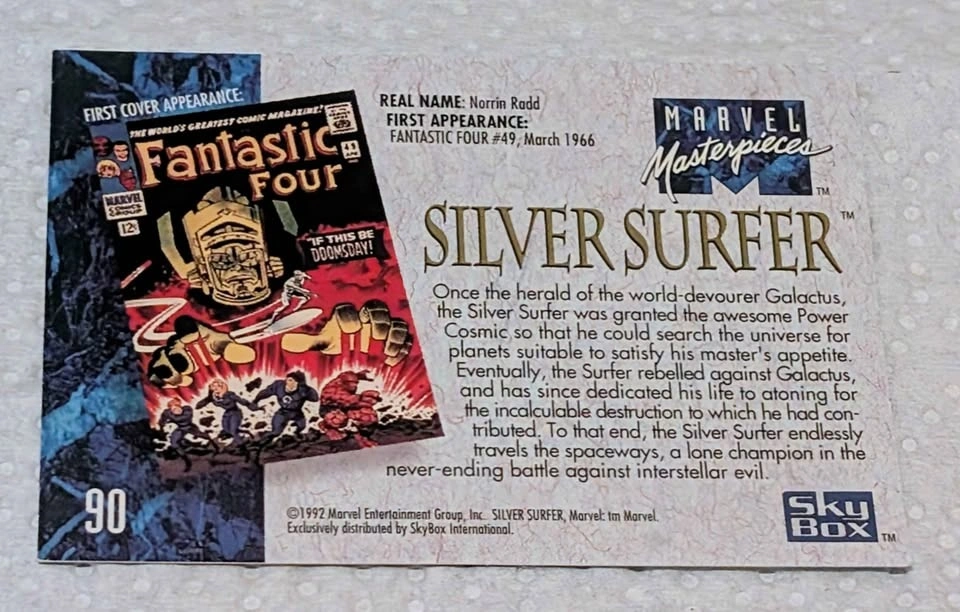 FIRST COVER APPEARANCE:
THE WORLD'S GREATEST COMIC MAGAZINE!
Fantastic
Four
MARVEL
COMICS
GROUP
12¢
49
APR
"IF THIS BE
DOOMSDAY!"
90
REAL NAME: Norrin Radd
FIRST APPEARANCE:
FANTASTIC FOUR #49, March 1966
MARVEL
Masterpieces
TM
SILVER SURFER TM
Once the herald of the world-devourer Galactus,
the Silver Surfer was granted the awesome Power
Cosmic so that he could search the universe for
planets suitable to satisfy his master's appetite.
Eventually, the Surfer rebelled against Galactus,
and has since dedicated his life to atoning for
the incalculable destruction to which he had con-
tributed. To that end, the Silver Surfer endlessly
travels the spaceways, a lone champion in the
never-ending battle against interstellar evil.
©1992 Marvel Entertainment Group, Inc. SILVER SURFER, Marvel: tm Marvel.
Exclusively distributed by SkyBox International.
Sky
Box TM